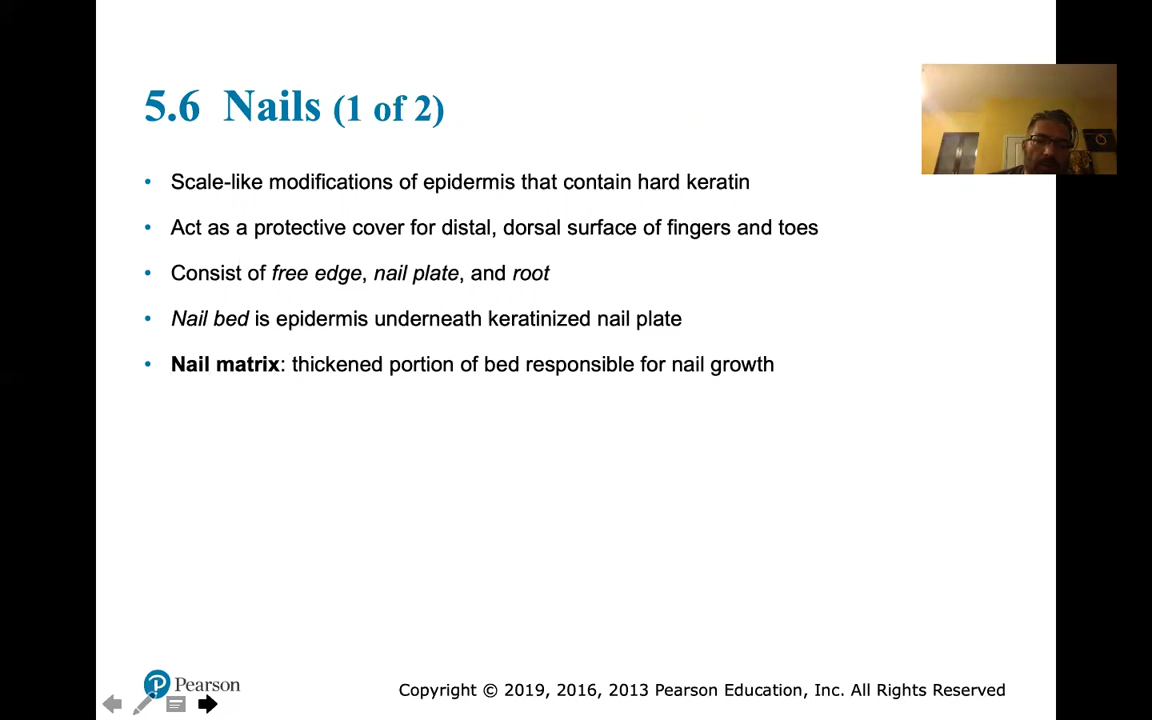 5.6 Nails (1 of 2)
• Scale-like modifications of epidermis that contain hard keratin
• Act as a protective cover for distal, dorsal surface of fingers and toes
• Consist of free edge, nail plate, and root
• Nail bed is epidermis underneath keratinized nail plate
• Nail matrix: thickened portion of bed responsible for nail growth
P Pearson
Copyright © 2019, 2016, 2013 Pearson Education, Inc. All Rights Reserved